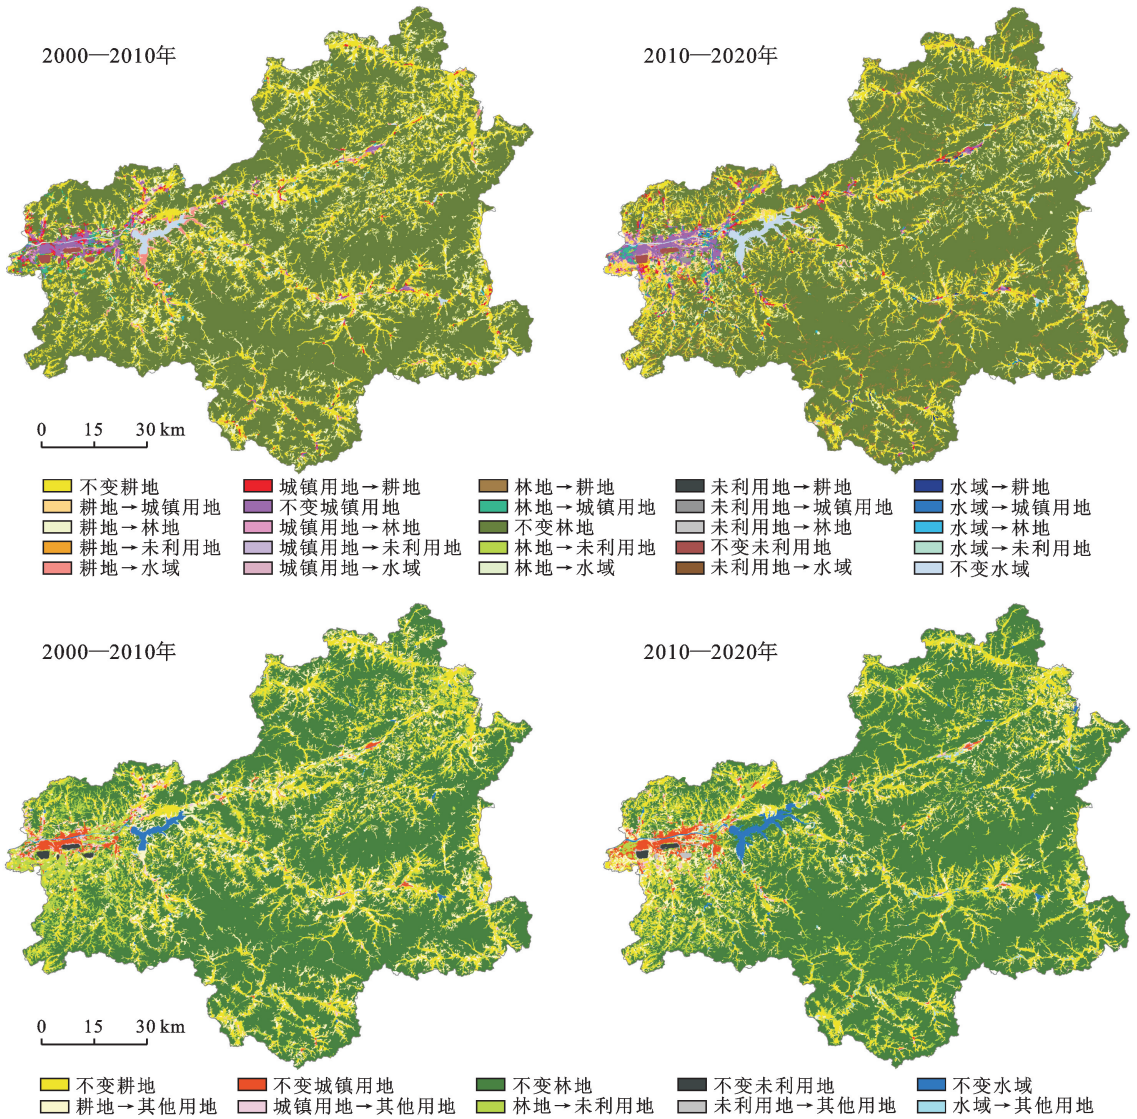 2000—2010年
2010—2020年
0 15 30 km
不变耕地 城镇用地→耕地 林地→耕地 未利用地→耕地 水域→耕地
耕地→城镇用地 不变城镇用地 林地→城镇用地 未利用地→城镇用地 水域→城镇用地
耕地→林地 城镇用地→林地 不变林地 未利用地→林地 水域→林地
耕地→未利用地 城镇用地→未利用地 林地→未利用地 不变未利用地 水域→未利用地
耕地→水域 城镇用地→水域 林地→水域 未利用地→水域 不变水域
2000—2010年
2010—2020年
0 15 30 km
不变耕地 不变城镇用地 不变林地 不变未利用地 不变水域
耕地→其他用地 城镇用地→其他用地 林地→未利用地 未利用地→其他用地 水域→其他用地